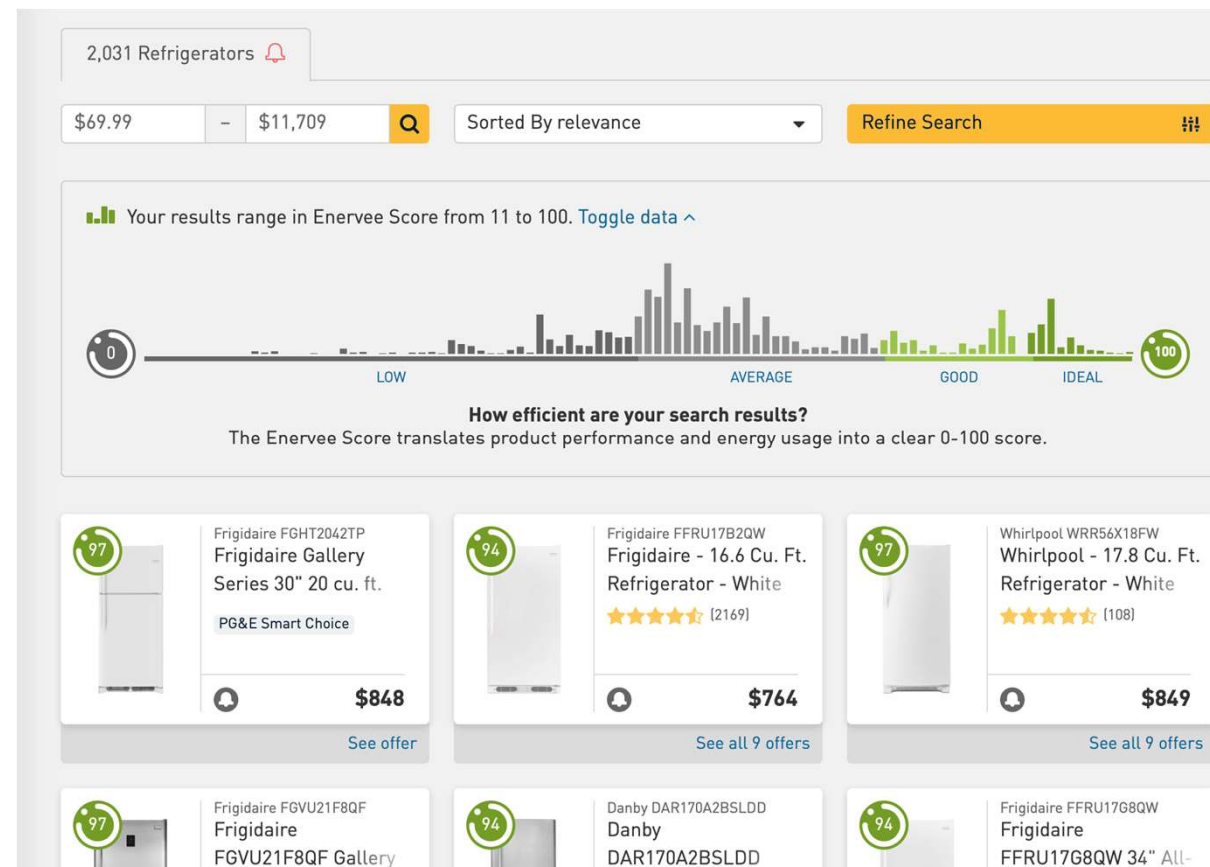 2,031 Refrigerators
$69.99 – $11,709
Sorted By relevance
Refine Search
Your results range in Enervee Score from 11 to 100. Toggle data
0
100
LOW
AVERAGE
GOOD
IDEAL
How efficient are your search results?
The Enervee Score translates product performance and energy usage into a clear 0-100 score.
97
Frigidaire FGHT2042TP
Frigidaire Gallery
Series 30" 20 cu. ft.
PG&E Smart Choice
$848
See offer
94
Frigidaire FFRU17B2QW
Frigidaire - 16.6 Cu. Ft.
Refrigerator - White
(2169)
$764
See all 9 offers
97
Whirlpool WRR56X18FW
Whirlpool - 17.8 Cu. Ft.
Refrigerator - White
(108)
$849
See all 9 offers
97
Frigidaire FGVU21F8QF
Frigidaire
FGVU21F8QF Gallery
94
Danby DAR170A2BSLDD
Danby
DAR170A2BSLDD
94
Frigidaire FFRU17G8QW
Frigidaire
FFRU17G8QW 34" All-